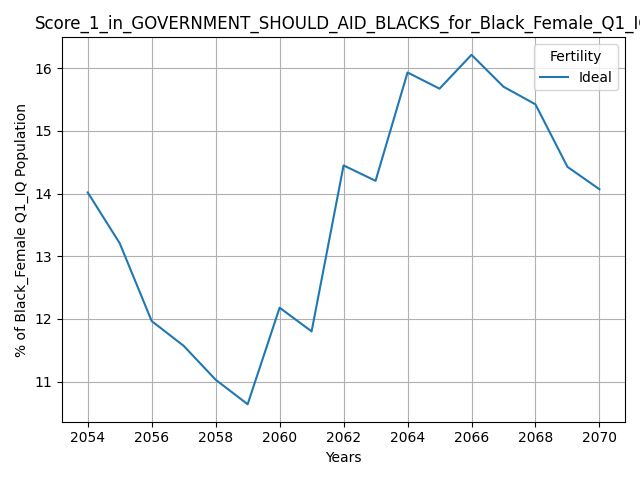 Score_1_in_GOVERNMENT_SHOULD_AID_BLACKS_for_Black_Female_Q1_I
Fertility
Ideal
% of Black_Female Q1_IQ Population
16
15
14
13
12
11
2054 2056 2058 2060 2062 2064 2066 2068 2070
Years